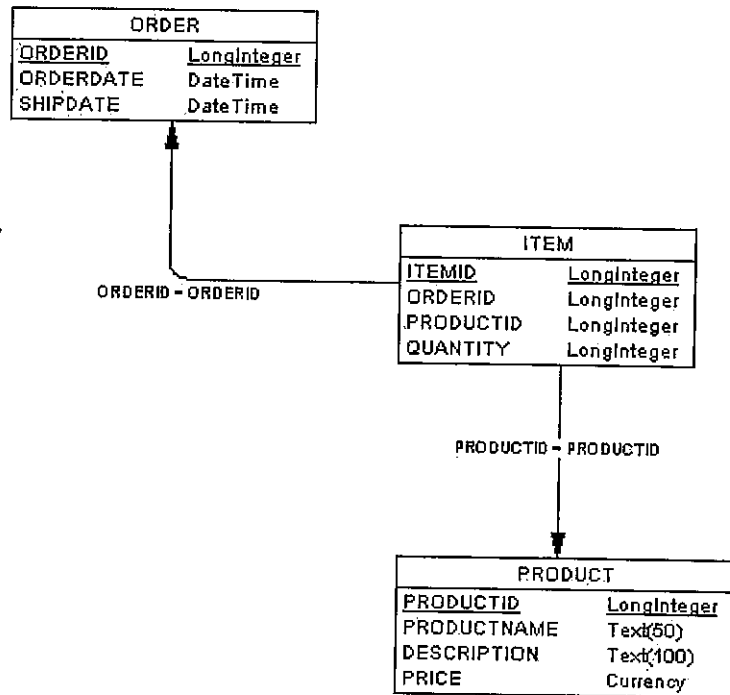 ORDER
ORDERID LongInteger
ORDERDATE DateTime
SHIPDATE DateTime
ORDERID = ORDERID
ITEM
ITEMID LongInteger
ORDERID LongInteger
PRODUCTID LongInteger
QUANTITY LongInteger
PRODUCTID = PRODUCTID
PRODUCT
PRODUCTID LongInteger
PRODUCTNAME Text(50)
DESCRIPTION Text(100)
PRICE Currency